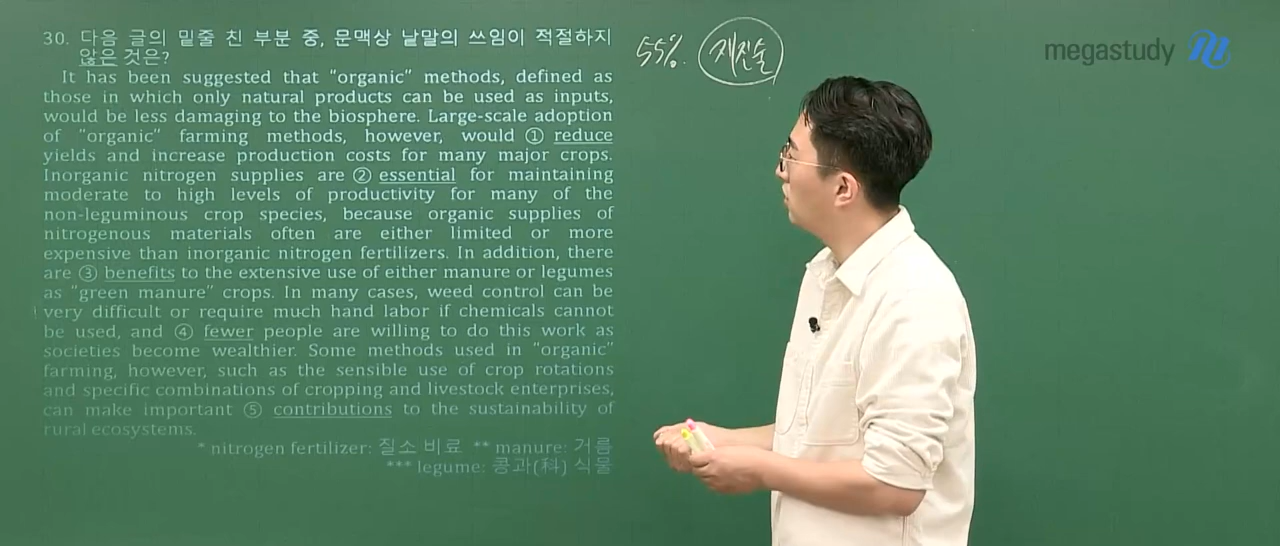 30. 다음 글의 밑줄 친 부분 중, 문맥상 낱말의 쓰임이 적절하지
않은 것은?
It has been suggested that "organic" methods, defined as
those in which only natural products can be used as inputs,
would be less damaging to the biosphere. Large-scale adoption
of "organic" farming methods, however, would ① reduce
yields and increase production costs for many major crops.
Inorganic nitrogen supplies are ② essential for maintaining
moderate to high levels of productivity for many of the
non-leguminous crop species, because organic supplies of
nitrogenous materials often are either limited or more
expensive than inorganic nitrogen fertilizers. In addition, there
are ③ benefits to the extensive use of either manure or legumes
as "green manure" crops. In many cases, weed control can be
very difficult or require much hand labor if chemicals cannot
be used, and ④ fewer people are willing to do this work as
societies become wealthier. Some methods used in "organic"
farming, however, such as the sensible use of crop rotations
and specific combinations of cropping and livestock enterprises,
can make important ⑤ contributions to the sustainability of
rural ecosystems.
* nitrogen fertilizer: 질소 비료 ** manure: 거름
*** legume: 콩과(科) 식물
55%. 재진술
megastudy